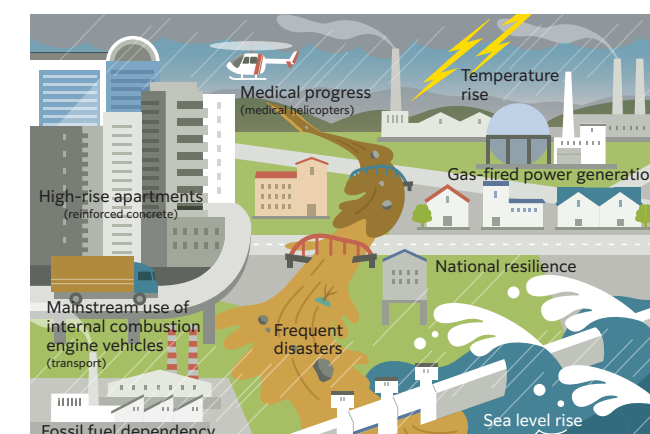 Medical progress
(medical helicopters)
Temperature
rise
Gas-fired power generatio
High-rise apartments
(reinforced concrete)
National resilience
Mainstream use of
internal combustion
engine vehicles
(transport)
Frequent
disasters
Sea level rise
Fossil fuel dependency